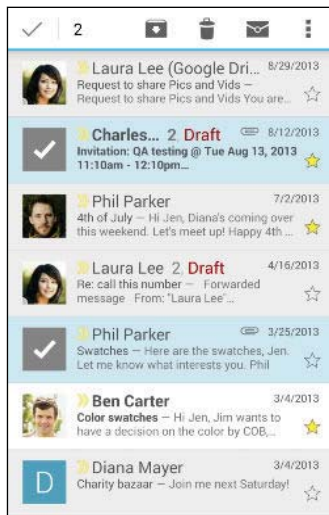 2
Laura Lee (Google Dri... 8/29/2013
Request to share Pics and Vids –
Request to share Pics and Vids You are...
Charles... 2, Draft 8/12/2013
Invitation: QA testing @ Tue Aug 13, 2013
11:10am - 12:10pm...
Phil Parker 7/2/2013
4th of July – Hi Jen, Diana's coming over
this weekend. Let's meet up! Happy 4th ...
Laura Lee 2, Draft 4/16/2013
Re: call this number – Forwarded
message From: "Laura Lee"...
Phil Parker 3/25/2013
Swatches – Here are the swatches, Jen.
Let me know what interests you. Phil
Ben Carter 3/4/2013
Color swatches – Hi Jen, Jim wants to
have a decision on the color by COB,...
D Diana Mayer 3/4/2013
Charity bazaar – Join me next Saturday!